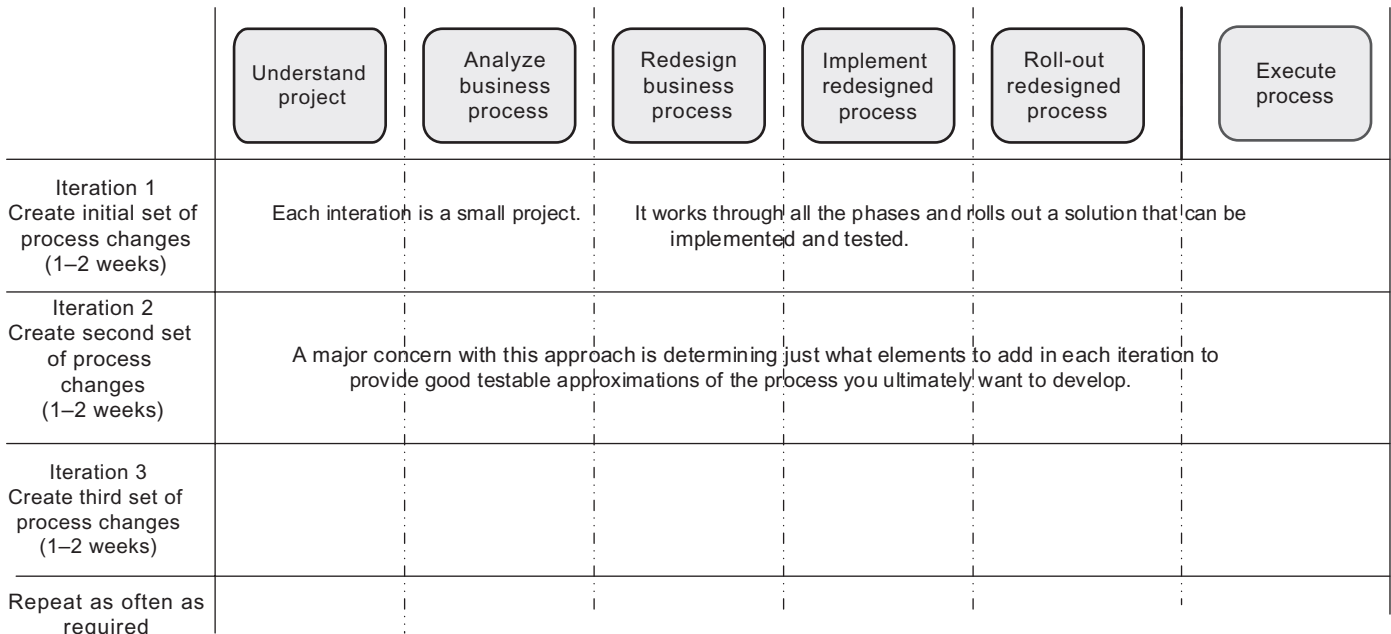 Understand
project
Analyze
business
process
Redesign
business
process
Implement
redesigned
process
Roll-out
redesigned
process
Execute
process
Iteration 1
Create initial set of
process changes
(1–2 weeks)
Each interation is a small project.
It works through all the phases and rolls out a solution that can be
implemented and tested.
Iteration 2
Create second set
of process
changes
(1–2 weeks)
A major concern with this approach is determining just what elements to add in each iteration to
provide good testable approximations of the process you ultimately want to develop.
Iteration 3
Create third set of
process changes
(1–2 weeks)
Repeat as often as
required